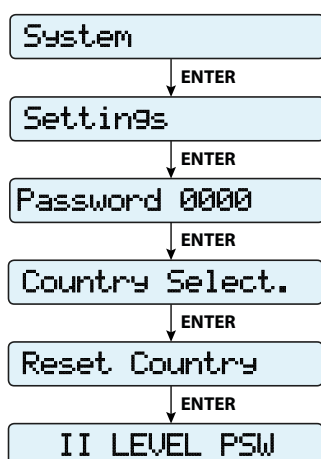 System
ENTER
Settings
ENTER
Password 0000
ENTER
Country Select.
ENTER
Reset Country
ENTER
II LEVEL PSW